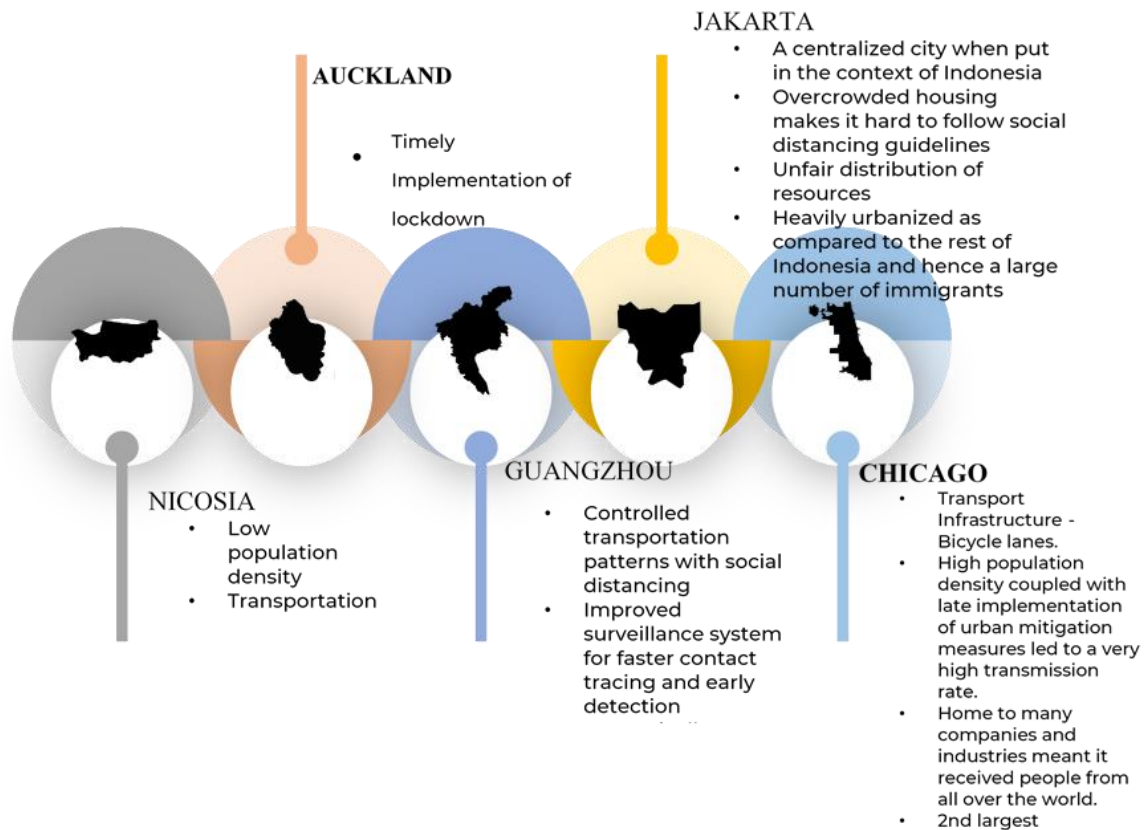 JAKARTA
• A centralized city when put
in the context of Indonesia
• Overcrowded housing
makes it hard to follow social
distancing guidelines
• Unfair distribution of
resources
• Heavily urbanized as
compared to the rest of
Indonesia and hence a large
number of immigrants
AUCKLAND
• Timely
Implementation of
lockdown
NICOSIA
• Low
population
density
• Transportation
GUANGZHOU
• Controlled
transportation
patterns with social
distancing
• Improved
surveillance system
for faster contact
tracing and early
detection
CHICAGO
• Transport
Infrastructure -
Bicycle lanes.
• High population
density coupled with
late implementation
of urban mitigation
measures led to a very
high transmission
rate.
• Home to many
companies and
industries meant it
received people from
all over the world.
• 2nd largest